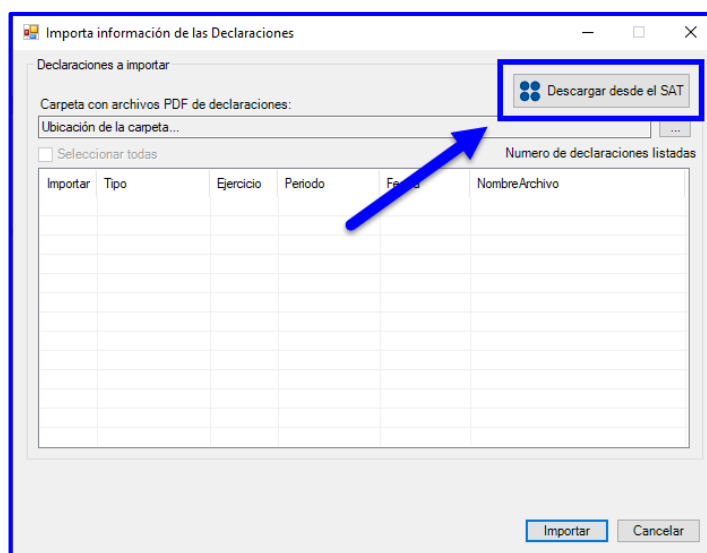 Importa información de las Declaraciones
Declaraciones a importar
Descargar desde el SAT
Carpeta con archivos PDF de declaraciones:
Ubicación de la carpeta...
...
Seleccionar todas
Numero de declaraciones listadas
Importar Tipo Ejercicio Periodo NombreArchivo
Importar Cancelar